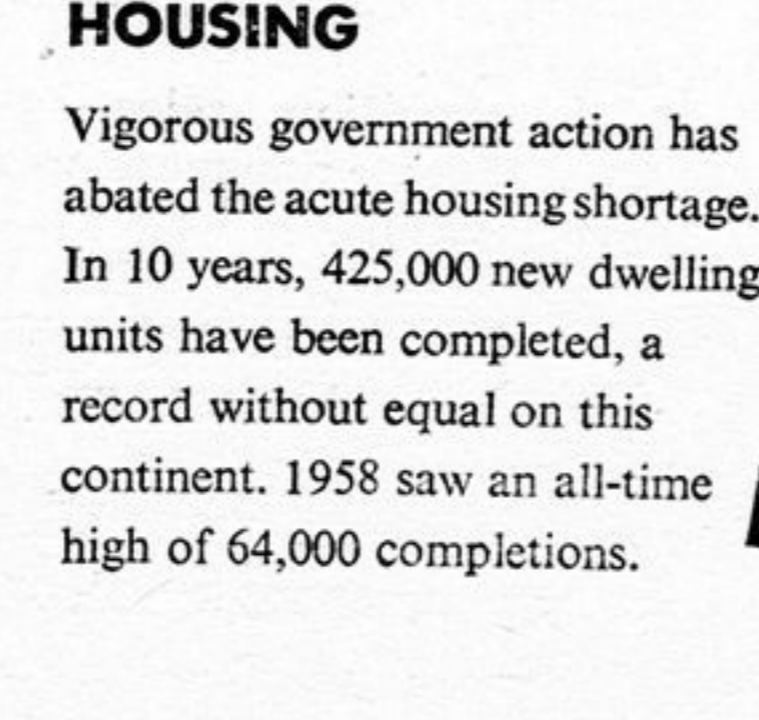 HOUSING
Vigorous government action has
abated the acute housing shortage.
In 10 years, 425,000 new dwelling
units have been completed, a
record without equal on this
continent. 1958 saw an all-time
high of 64,000 completions.